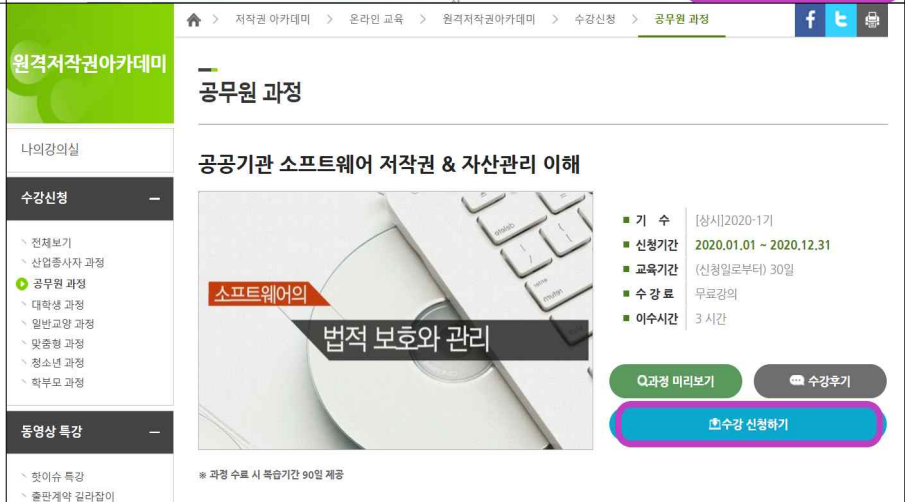 저작권 아카데미 > 온라인 교육 > 원격저작권아카데미 > 수강신청 > 공무원 과정
원격저작권아카데미
나의강의실
수강신청
전체보기
산업종사자 과정
공무원 과정
대학생 과정
일반교양 과정
맞춤형 과정
청소년 과정
학부모 과정
동영상 특강
핫이슈 특강
출판계약 길라잡이
공무원 과정
공공기관 소프트웨어 저작권 & 자산관리 이해
소프트웨어의
법적 보호와 관리
기 수 [상시]2020-1기
신청기간 2020.01.01 ~ 2020.12.31
교육기간 (신청일로부터) 30일
수 강 료 무료강의
이수시간 3 시간
과정 미리보기
수강후기
수강 신청하기
※ 과정 수료 시 복습기간 90일 제공